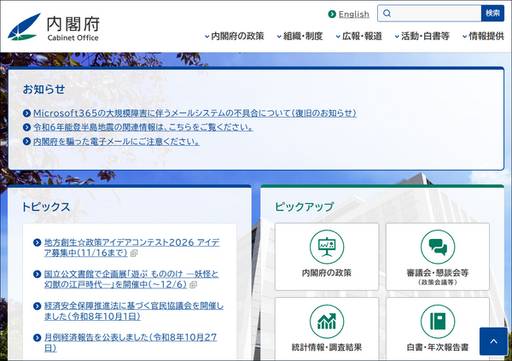 内閣府
Cabinet Office
English
検索
内閣府の政策
組織・制度
広報・報道
活動・白書等
情報提供
お知らせ
Microsoft365の大規模障害に伴うメールシステムの不具合について(復旧のお知らせ)
令和6年能登半島地震の関連情報は、こちらをご覧ください。
内閣府を騙った電子メールにご注意ください。
トピックス
地方創生☆政策アイデアコンテスト2026 アイデ
ア募集中(11/16まで)
国立公文書館で企画展「遊ぶ もののけ ―妖怪と
幻獣の江戸時代―」を開催中(~12/6)
経済安全保障推進法に基づく官民協議会を開催し
ました(令和8年10月1日)
月例経済報告を公表しました(令和8年10月27
日)
ピックアップ
内閣府の政策
審議会・懇談会等
(政策会議等)
統計情報・調査結果
白書・年次報告書